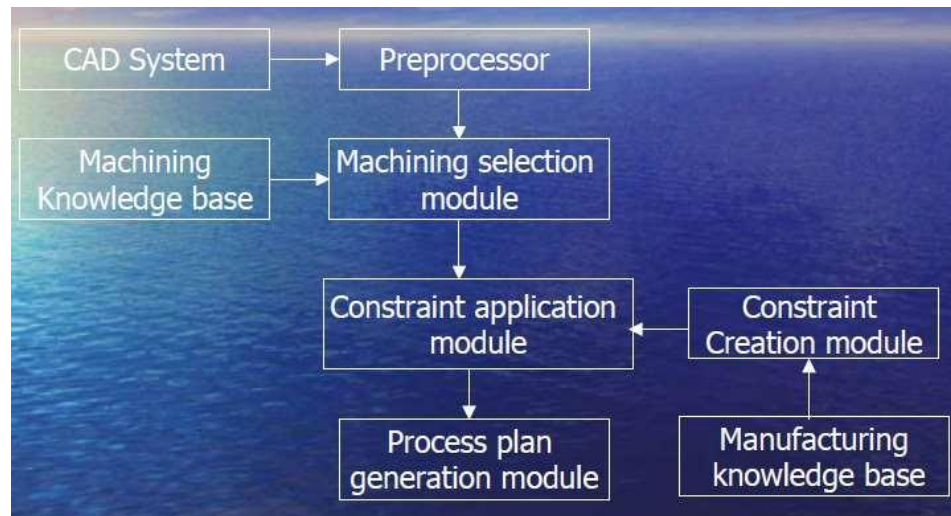 CAD System
Preprocessor
Machining
Knowledge base
Machining selection
module
Constraint application
module
Constraint
Creation module
Process plan
generation module
Manufacturing
knowledge base